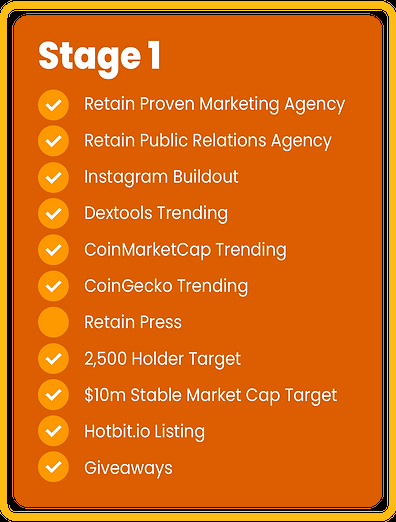 Stage 1
Retain Proven Marketing Agency
Retain Public Relations Agency
Instagram Buildout
Dextools Trending
CoinMarketCap Trending
CoinGecko Trending
Retain Press
2,500 Holder Target
$10m Stable Market Cap Target
Hotbit.io Listing
Giveaways